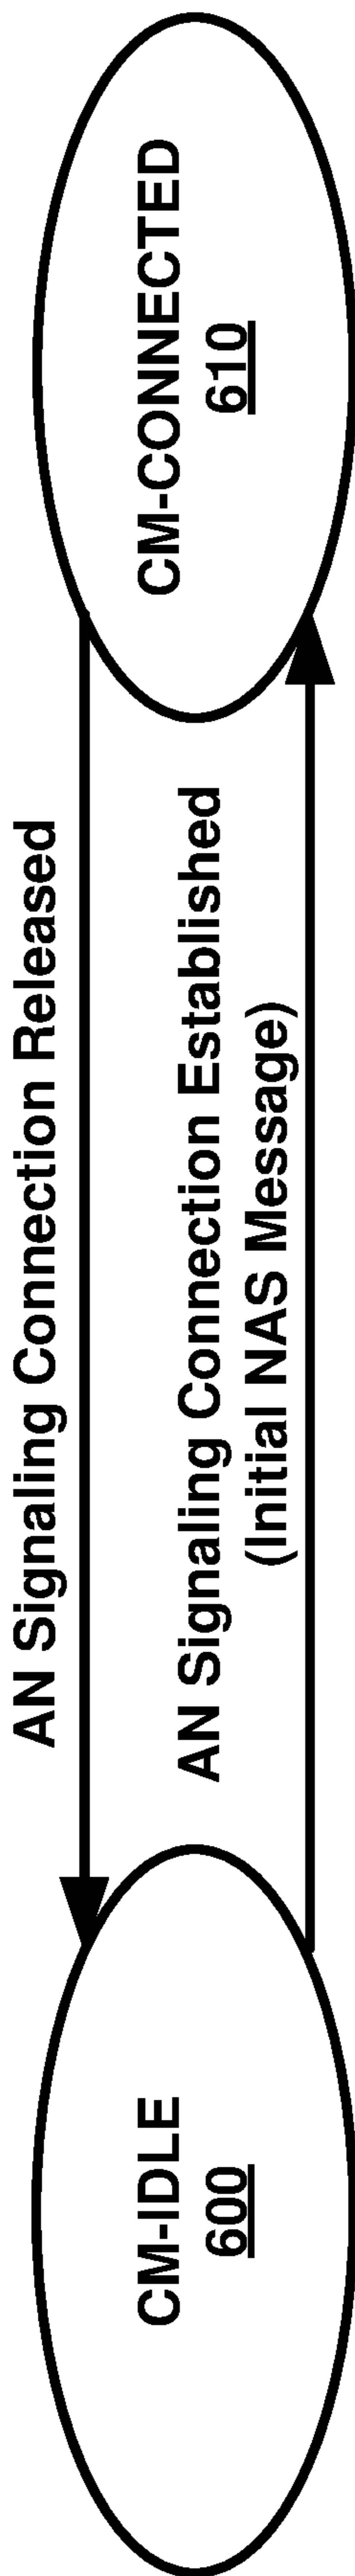 AN Signaling Connection Released
CM-IDLE
600
AN Signaling Connection Established
(Initial NAS Message)
CM-CONNECTED
610